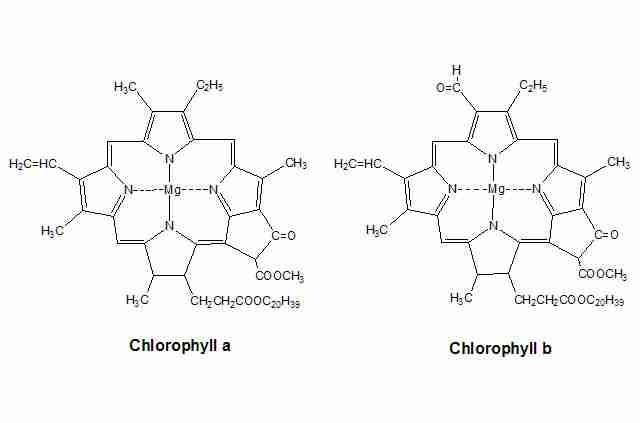 H₃C
C₂H₅
H₂C=HC
CH₃
N
N
Mg
N
N
H₃C
C=O
COOCH₃
H₃C
CH₂CH₂COOC₂₀H₃₉
Chlorophyll a
H
O=C
C₂H₅
H₂C=HC
CH₃
N
N
Mg
N
N
H₃C
C=O
COOCH₃
H₃C
CH₂CH₂COOC₂₀H₃₉
Chlorophyll b